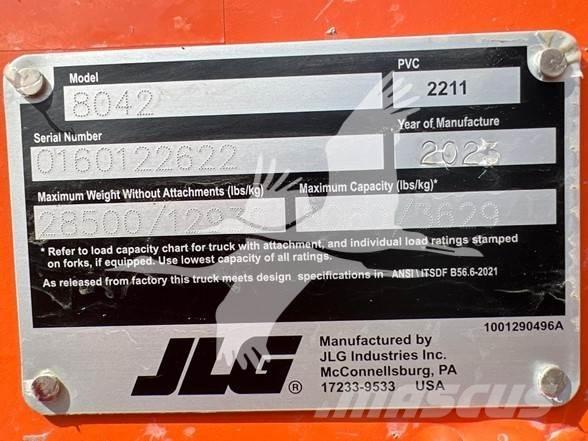 Model
PVC
8042
2211
Serial Number
Year of Manufacture
0160122622
Maximum Weight Without Attachments (lbs/kg)
Maximum Capacity (lbs/kg)*
28500/129
/3629
* Refer to load capacity chart for truck with attachment, and individual load ratings stamped
on forks, if equipped. Use lowest capacity of all ratings.
As released from factory this truck meets design specifications in ANSI \ ITSDF B56.6-2021
1001290496A
JLG ®
Manufactured by
JLG Industries Inc.
McConnellsburg, PA
17233-9533 USA
MASCUS